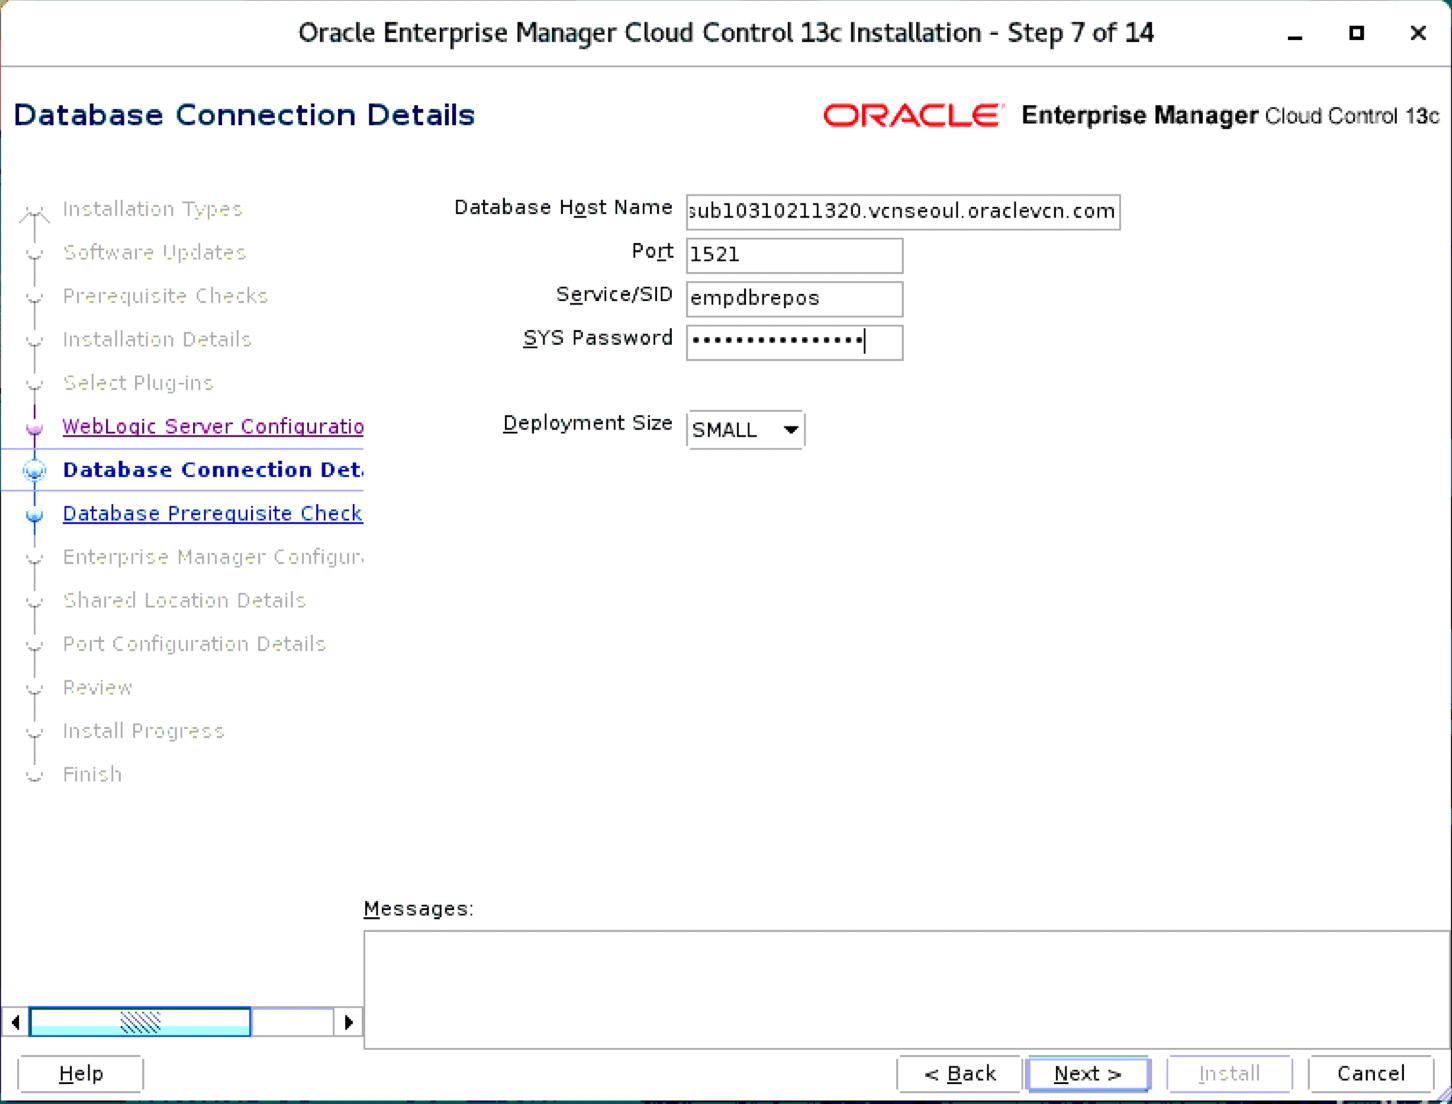 Oracle Enterprise Manager Cloud Control 13c Installation - Step 7 of 14
Database Connection Details
ORACLE Enterprise Manager Cloud Control 13c
Installation Types
Software Updates
Prerequisite Checks
Installation Details
Select Plug-ins
WebLogic Server Configuratio
Database Connection Deta
Database Prerequisite Check
Enterprise Manager Configura
Shared Location Details
Port Configuration Details
Review
Install Progress
Finish
Database Host Name sub10310211320.vcnseoul.oraclevcn.com
Port 1521
Service/SID empdbrepos
SYS Password ••••••••••••••••
Deployment Size SMALL
Messages:
Help
< Back
Next >
Install
Cancel